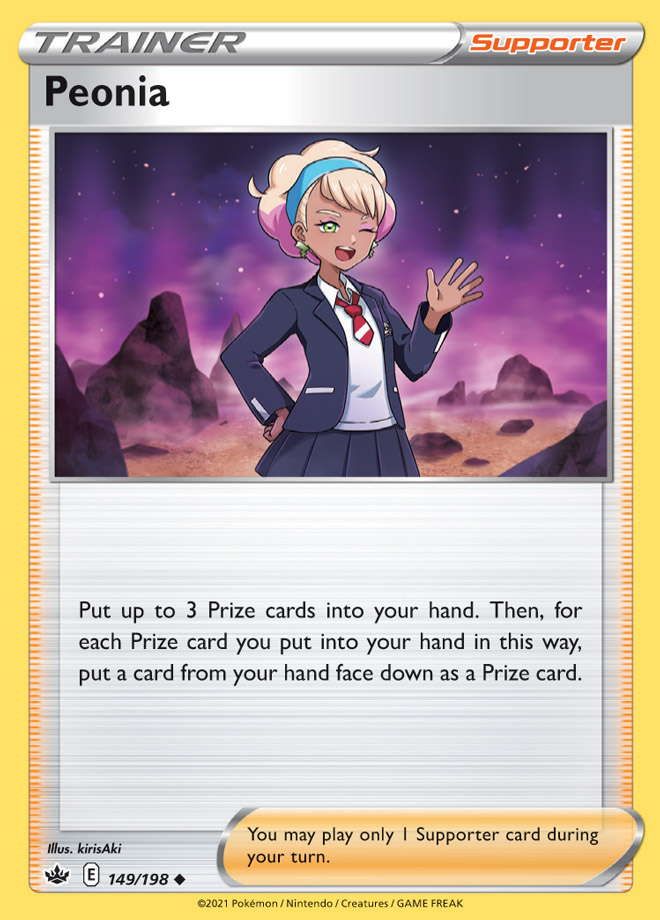 TRAINER
Supporter
Peonia
Put up to 3 Prize cards into your hand. Then, for
each Prize card you put into your hand in this way,
put a card from your hand face down as a Prize card.
Illus. kirisAki
You may play only 1 Supporter card during
your turn.
E
149/198 ◆
©2021 Pokémon / Nintendo / Creatures / GAME FREAK